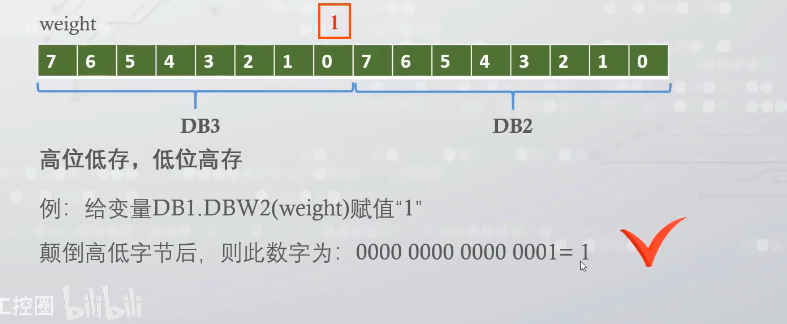 weight
1
7 6 5 4 3 2 1 0 7 6 5 4 3 2 1 0
DB3 DB2
高位低存，低位高存
例：给变量DB1.DBW2(weight)赋值“1”
颠倒高低字节后，则此数字为：0000 0000 0000 0001= 1
工控圈 bilibili